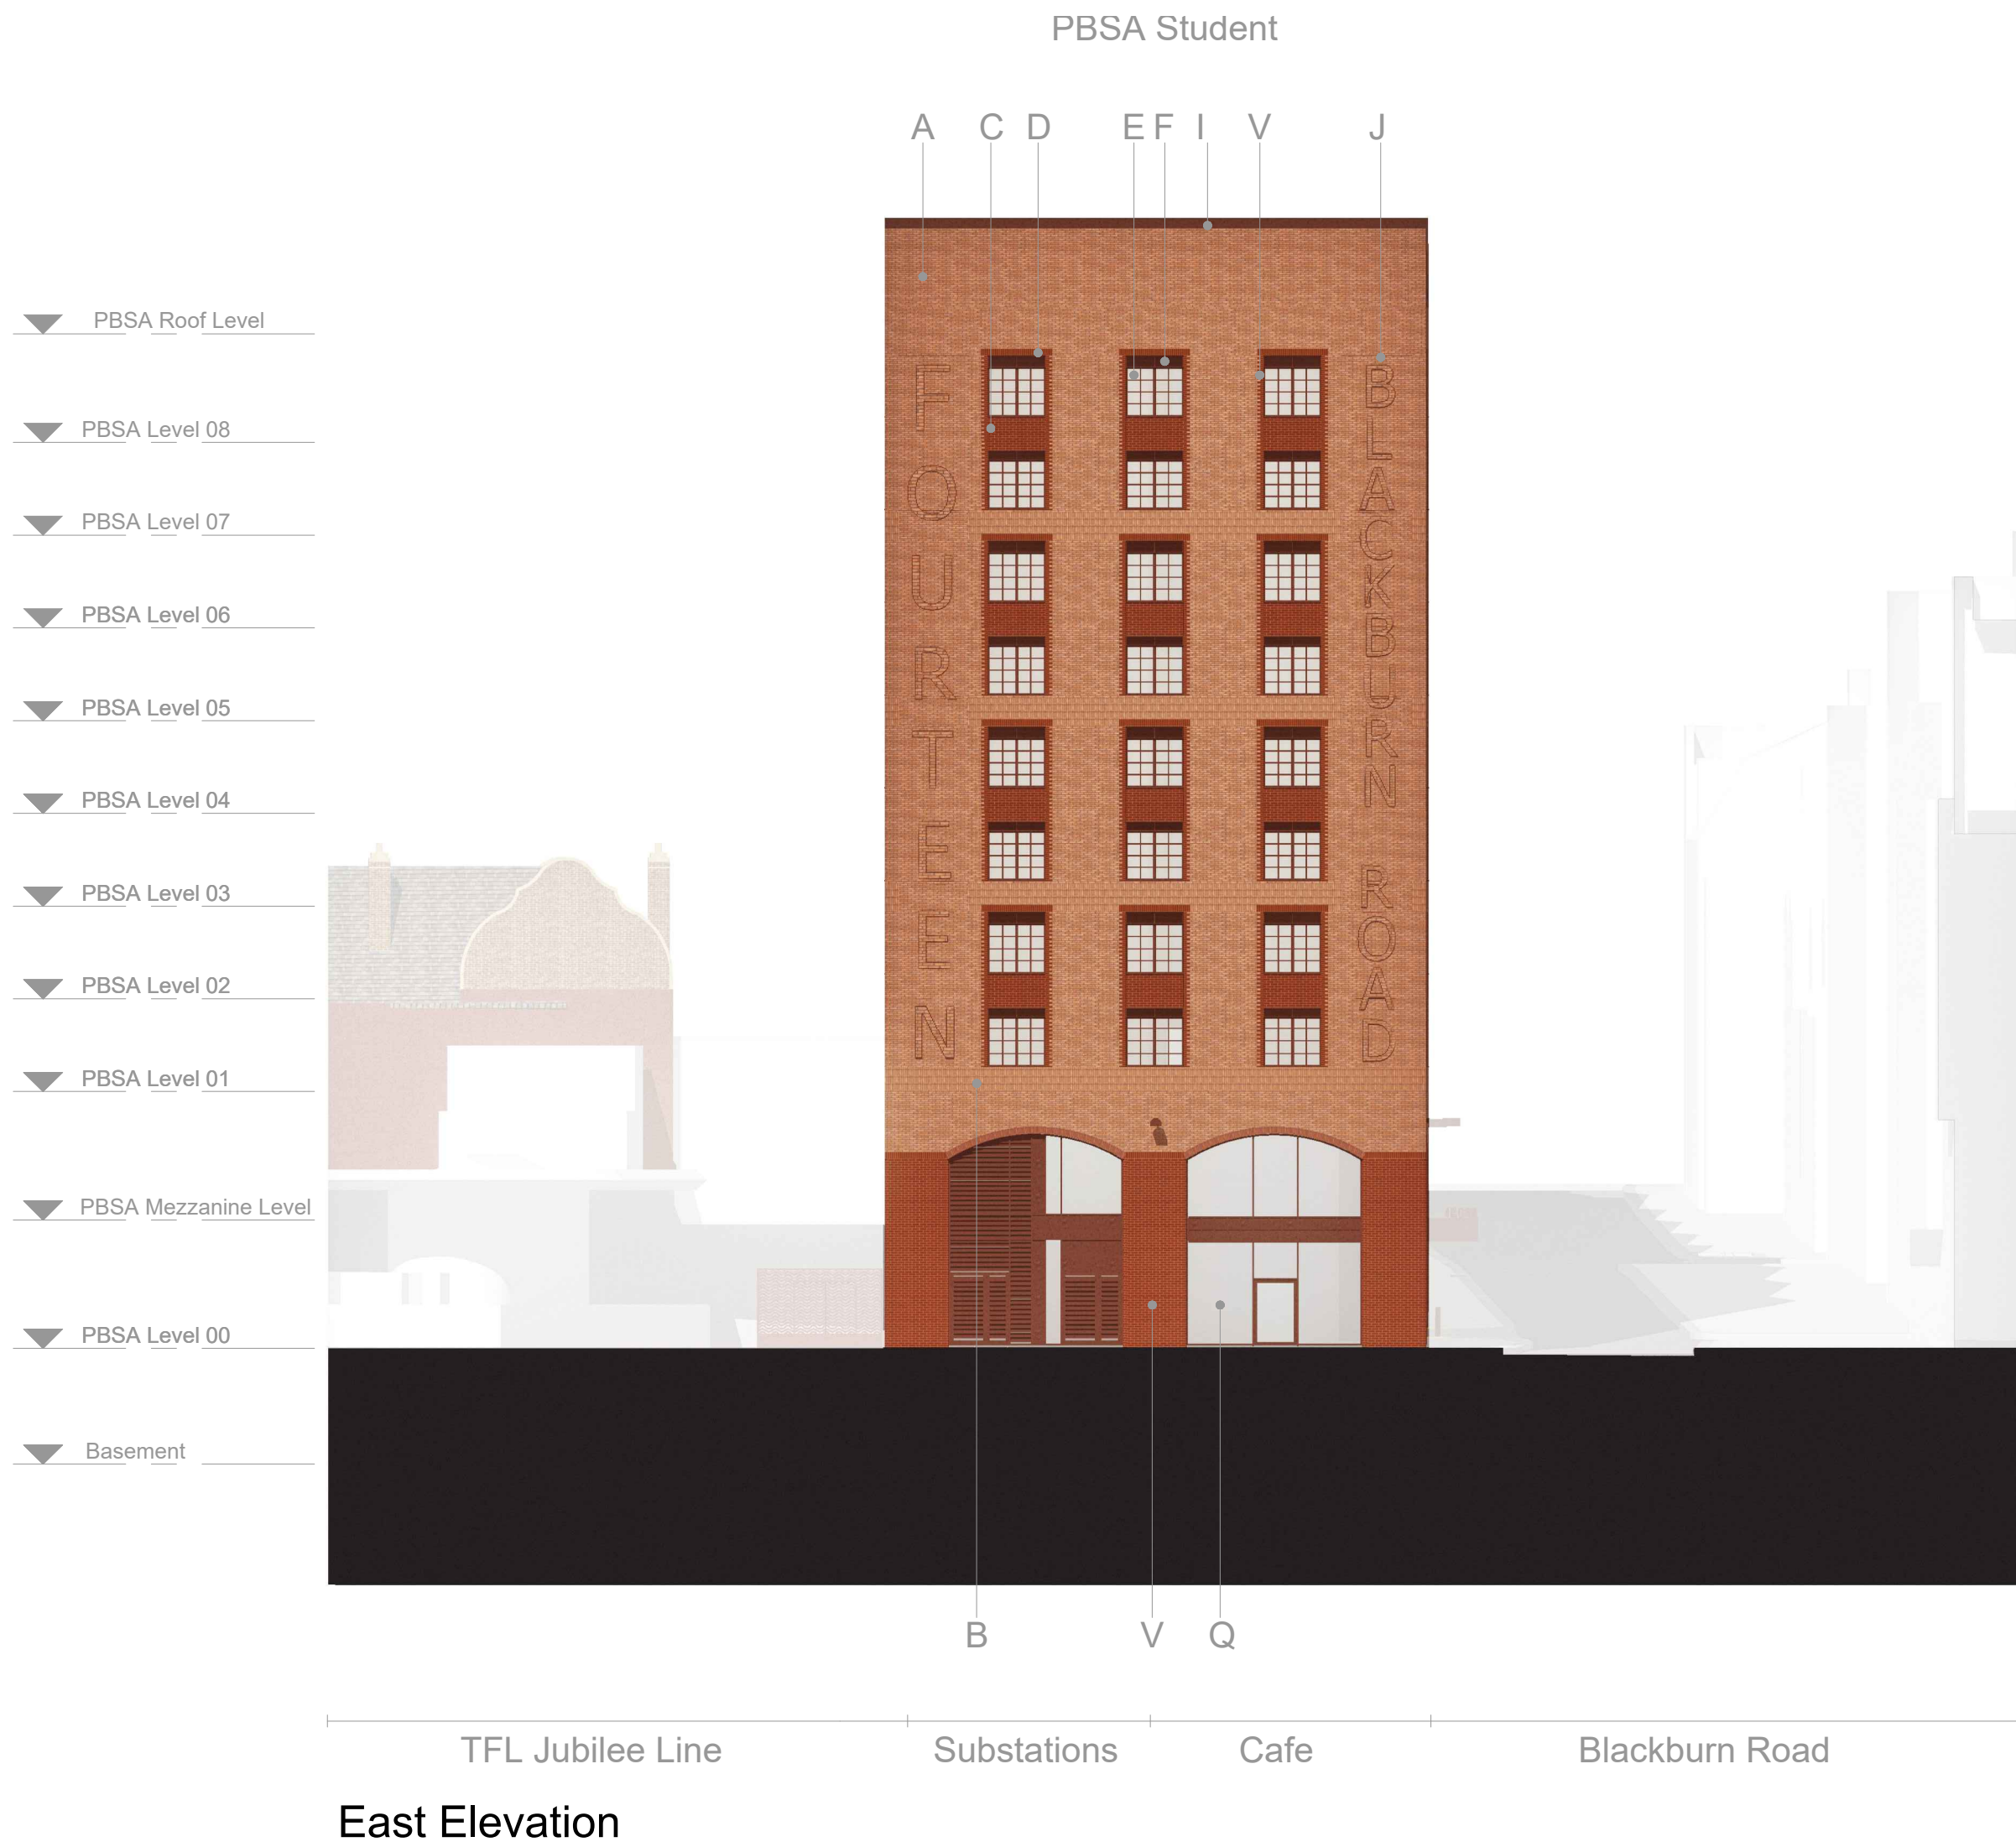 PBSA Student
A C D E F I V J
PBSA Roof Level
PBSA Level 08
PBSA Level 07
PBSA Level 06
PBSA Level 05
PBSA Level 04
PBSA Level 03
PBSA Level 02
PBSA Level 01
PBSA Mezzanine Level
PBSA Level 00
Basement
FOURTEEN
BLACKBURN ROAD
B V Q
TFL Jubilee Line
Substations
Cafe
Blackburn Road
East Elevation